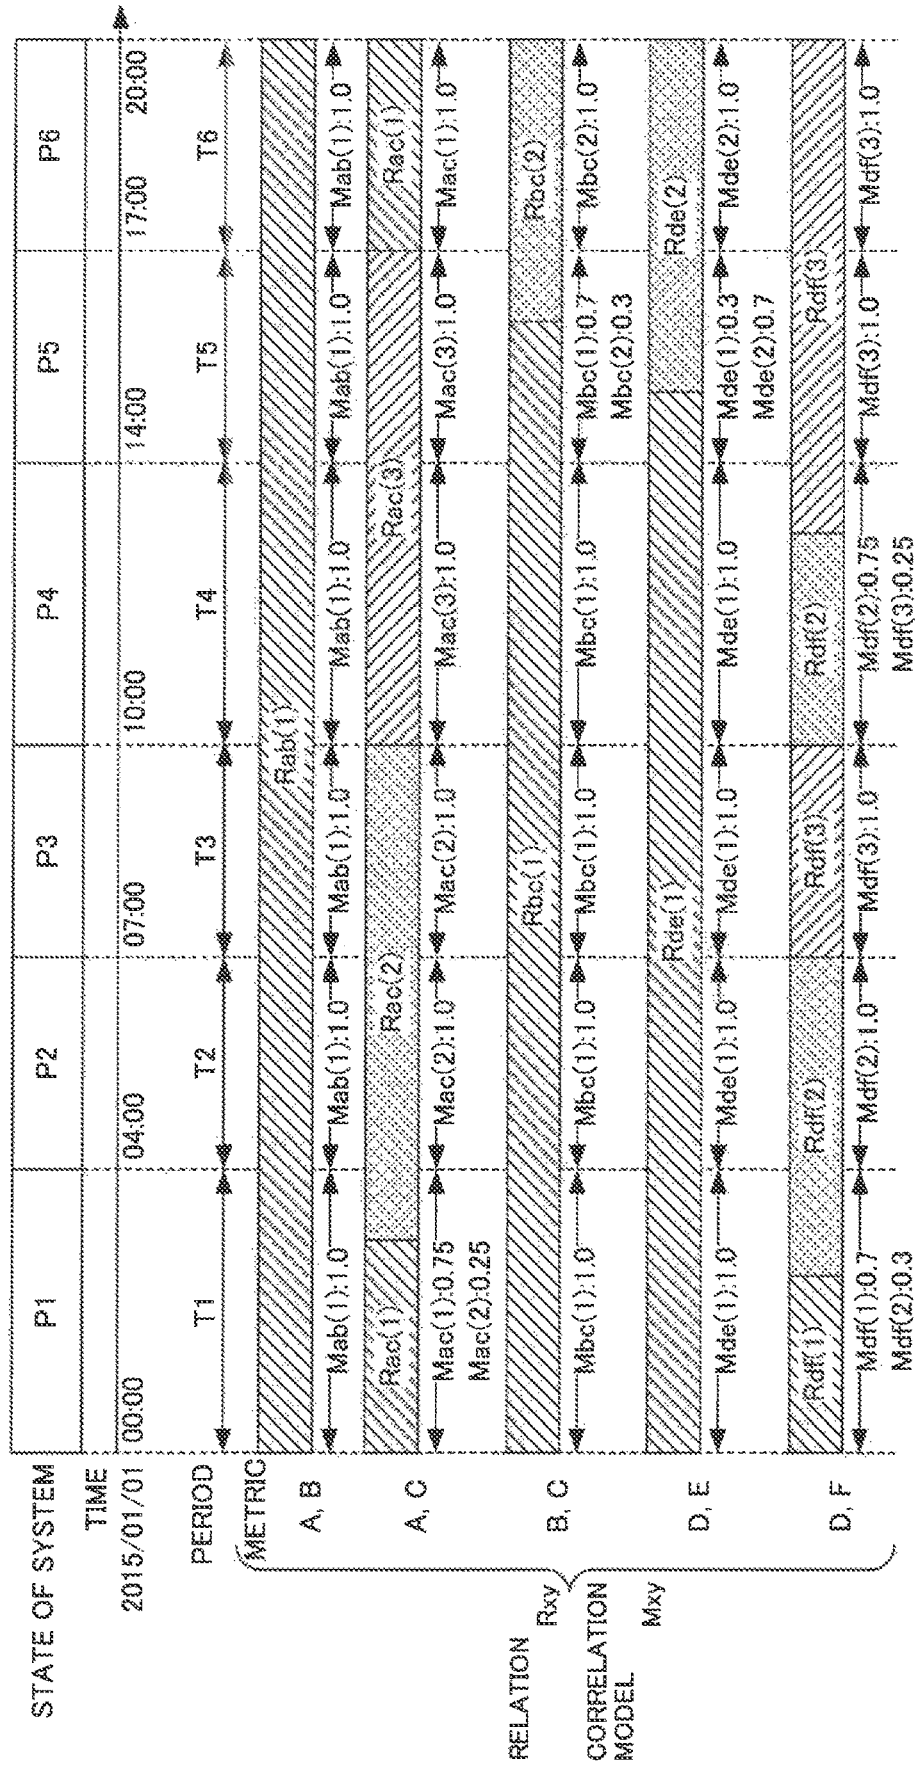 STATE OF SYSTEM P1 P2 P3 P4 P5 P6
TIME
2015/01/01 00:00 04:00 07:00 10:00 14:00 17:00 20:00
PERIOD T1 T2 T3 T4 T5 T6
METRIC
A, B Rab(1)
Mab(1):1.0 Mab(1):1.0 Mab(1):1.0 Mab(1):1.0 Mab(1):1.0 Mab(1):1.0
A, C Rac(1) Rac(2) Rac(3) Rac(1)
Mac(1):0.75 Mac(2):1.0 Mac(2):1.0 Mac(3):1.0 Mac(3):1.0 Mac(1):1.0
Mac(2):0.25
RELATION
Rxy
B, C Rbc(1) Rbc(2)
Mbc(1):1.0 Mbc(1):1.0 Mbc(1):1.0 Mbc(1):1.0 Mbc(1):0.7 Mbc(2):1.0
Mbc(2):0.3
CORRELATION
MODEL
Mxy
D, E Rde(1) Rde(2)
Mde(1):1.0 Mde(1):1.0 Mde(1):1.0 Mde(1):1.0 Mde(1):0.3 Mde(2):1.0
Mde(2):0.7
D, F Rdf(1) Rdf(2) Rdf(3) Rdf(2) Rdf(3)
Mdf(1):0.7 Mdf(2):1.0 Mdf(3):1.0 Mdf(2):0.75 Mdf(3):1.0 Mdf(3):1.0
Mdf(2):0.3 Mdf(3):0.25